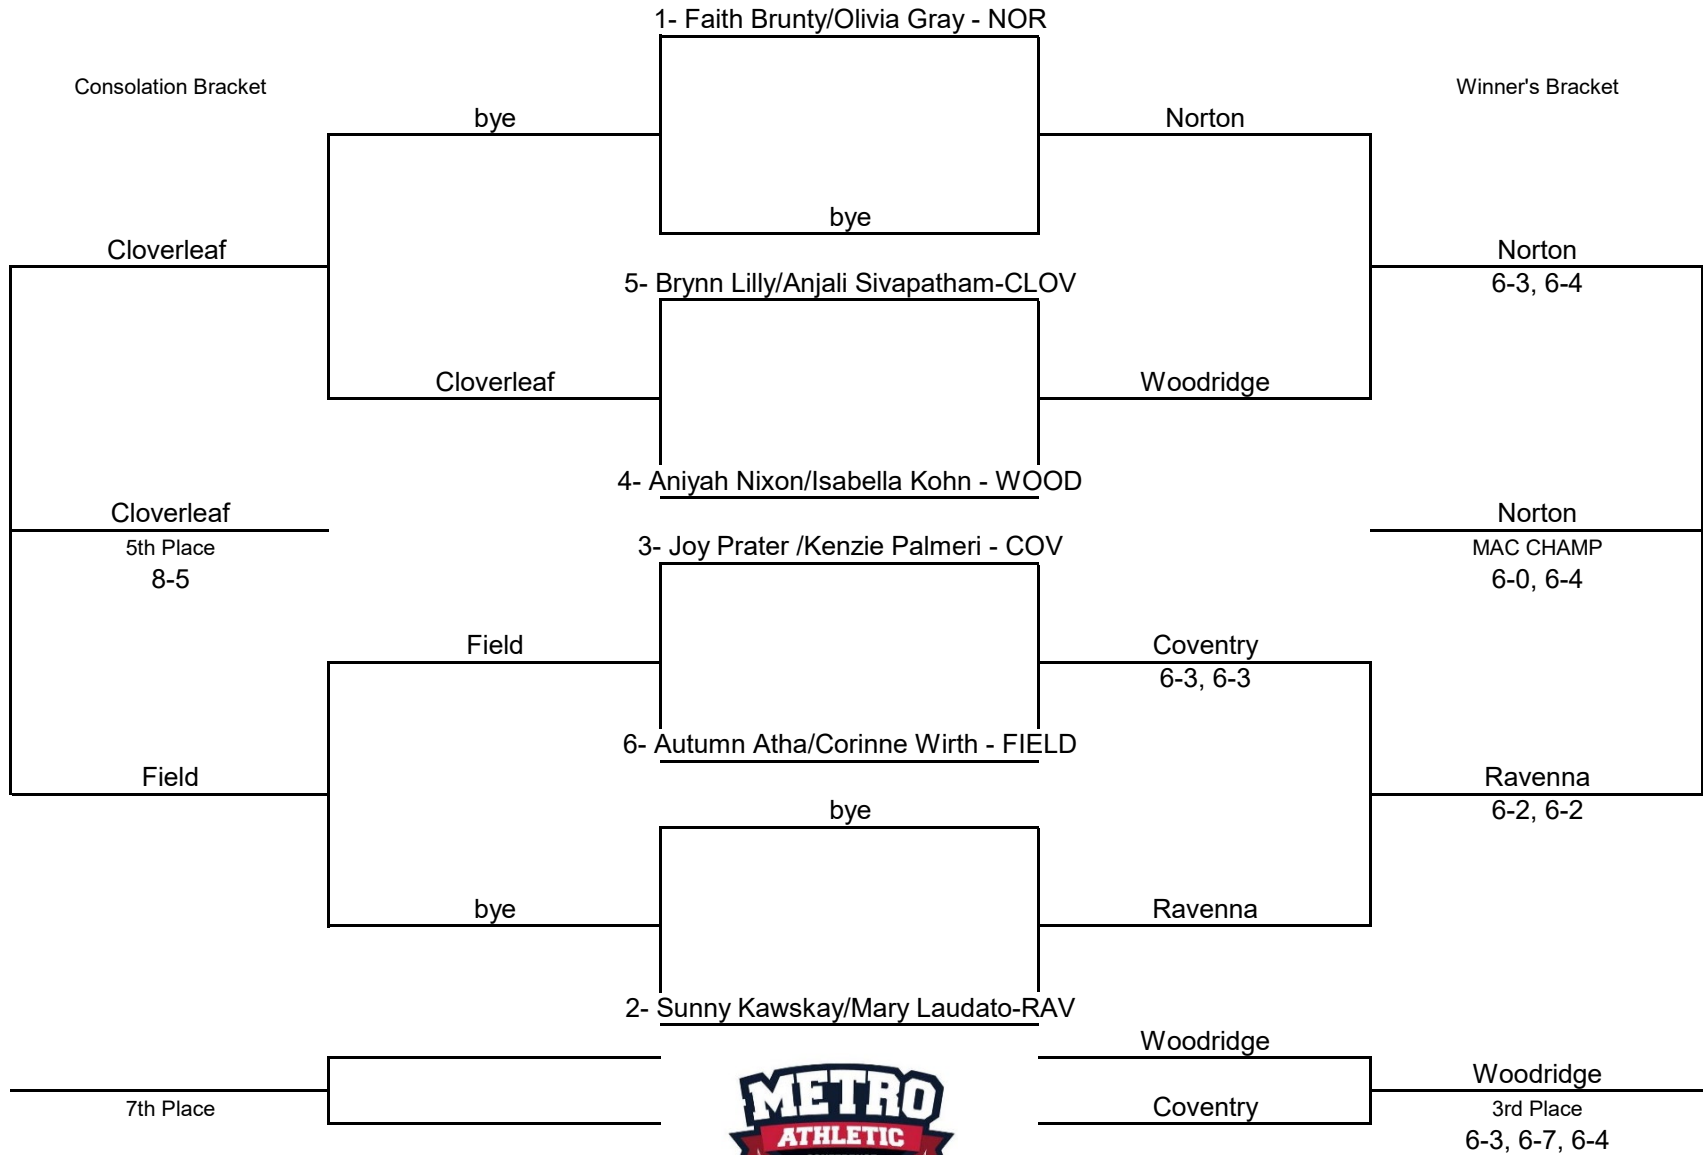 1- Faith Brunty/Olivia Gray - NOR
Consolation Bracket
Winner's Bracket
bye
Norton
bye
Cloverleaf
Norton
5- Brynn Lilly/Anjali Sivapatham-CLOV
6-3, 6-4
Cloverleaf
Woodridge
4- Aniyah Nixon/Isabella Kohn - WOOD
Cloverleaf
Norton
5th Place
3- Joy Prater /Kenzie Palmeri - COV
MAC CHAMP
8-5
6-0, 6-4
Field
Coventry
6-3, 6-3
6- Autumn Atha/Corinne Wirth - FIELD
Field
Ravenna
bye
6-2, 6-2
bye
Ravenna
2- Sunny Kawskay/Mary Laudato-RAV
Woodridge
METRO
Woodridge
7th Place
Coventry
3rd Place
ATHLETIC
6-3, 6-7, 6-4